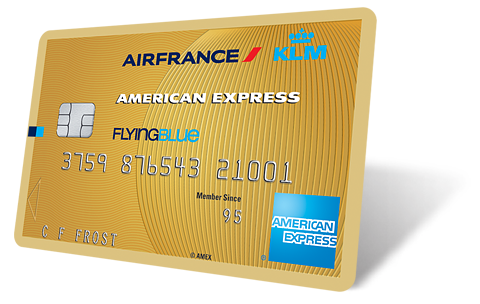 AIRFRANCE KLM
AMERICAN EXPRESS
FLYINGBLUE
3759 876543 21001
Member Since
95
AMERICAN
EXPRESS
C F FROST
© AMEX